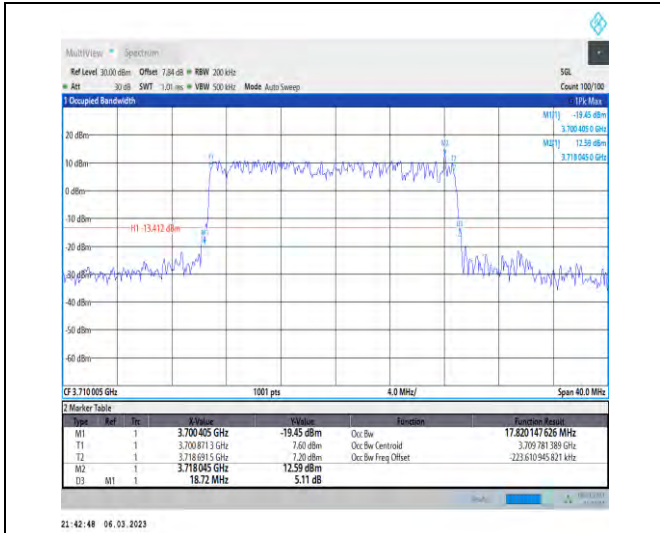 MultiView Spectrum
Ref Level 30.00 dBm Offset 7.84 dB RBW 200 kHz SGL
Att 30 dB SWT 1.01 ms VBW 500 kHz Mode Auto Sweep Count 100/100
1 Occupied Bandwidth 1Pk Max
M1[1] -19.45 dBm
3.700 405 0 GHz
20 dBm M2[1] 12.59 dBm
3.718 045 0 GHz
M2
T1 T2
10 dBm
0 dBm
-10 dBm
H1 -13.412 dBm
M1 D3
-30 dBm
-40 dBm
-50 dBm
-60 dBm
CF 3.710 005 GHz 1001 pts 4.0 MHz/ Span 40.0 MHz
2 Marker Table
Type Ref Trc X-Value Y-Value Function Function Result
M1 1 3.700 405 GHz -19.45 dBm Occ Bw 17.820 147 626 MHz
T1 1 3.700 871 3 GHz 7.60 dBm Occ Bw Centroid 3.709 781 389 GHz
T2 1 3.718 691 5 GHz 7.20 dBm Occ Bw Freq Offset -223.610 945 821 kHz
M2 1 3.718 045 GHz 12.59 dBm
D3 M1 1 18.72 MHz 5.11 dB
21:42:48 06.03.2023